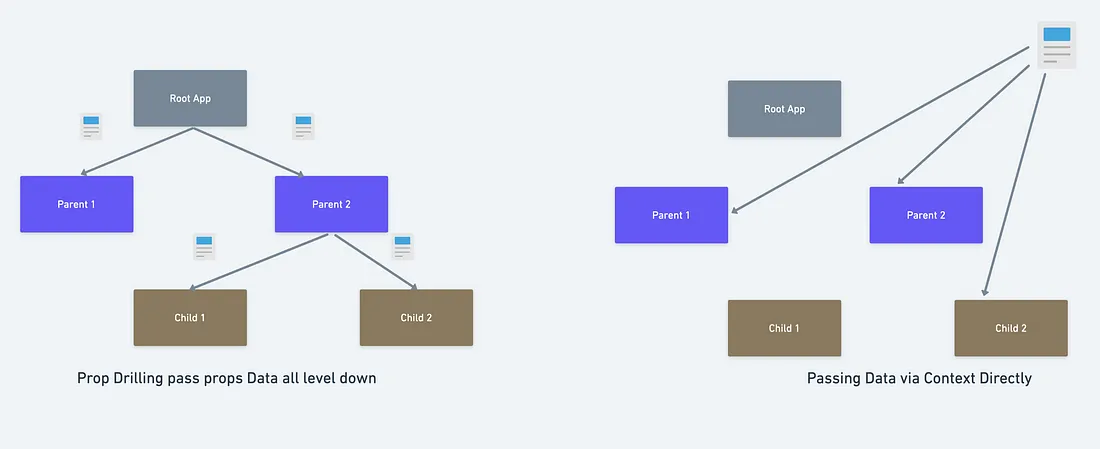 Root App
Parent 1
Parent 2
Child 1
Child 2
Prop Drilling pass props Data all level down
Root App
Parent 1
Parent 2
Child 1
Child 2
Passing Data via Context Directly